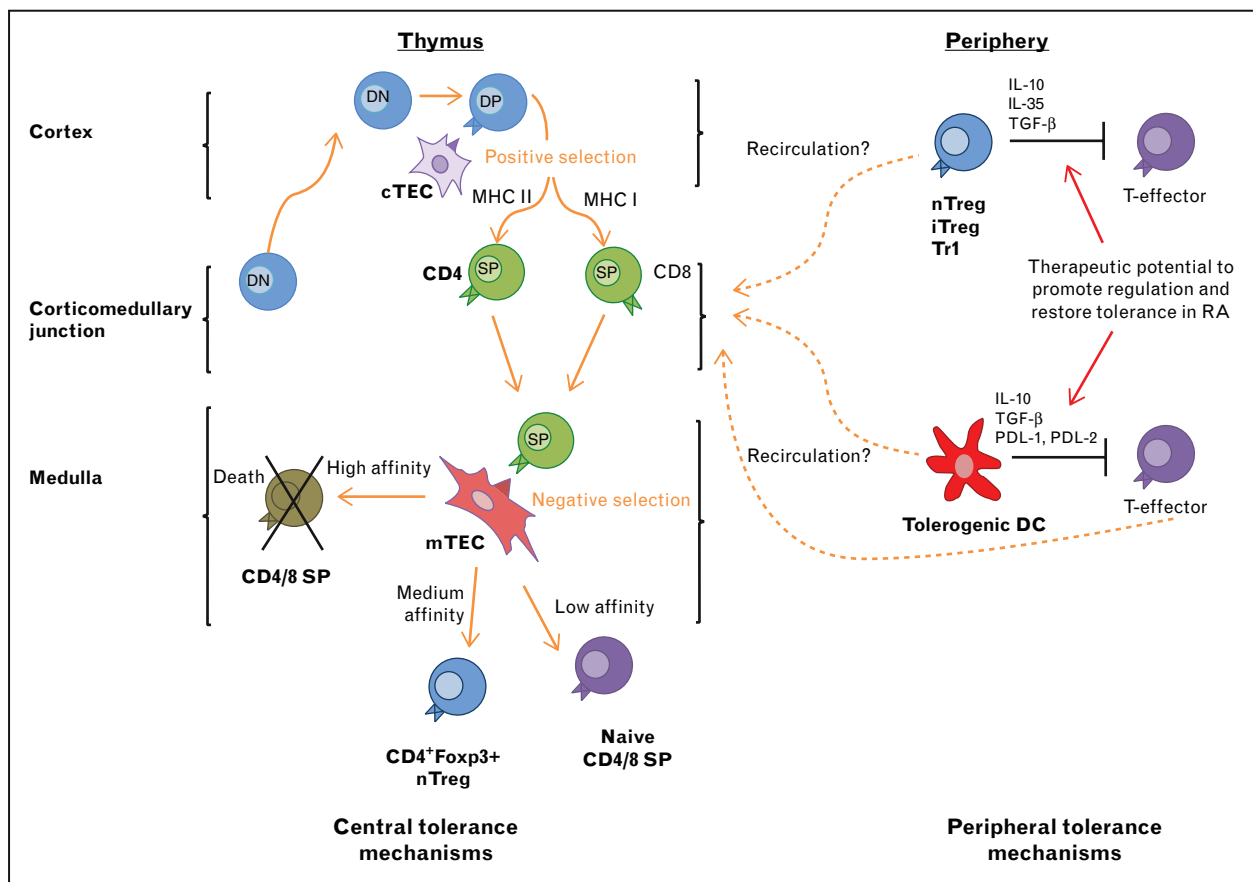 Thymus
Periphery
Cortex
DN
DP
Positive selection
cTEC
MHC II
MHC I
Corticomedullary
junction
DN
CD4
SP
SP
CD8
Medulla
SP
Death
High affinity
Negative selection
mTEC
CD4/8 SP
Medium
affinity
Low affinity
CD4⁺Foxp3+
nTreg
Naive
CD4/8 SP
Central tolerance
mechanisms
IL-10
IL-35
TGF-β
Recirculation?
nTreg
iTreg
Tr1
T-effector
Therapeutic potential to
promote regulation and
restore tolerance in RA
IL-10
TGF-β
PDL-1, PDL-2
Recirculation?
Tolerogenic DC
T-effector
Peripheral tolerance
mechanisms